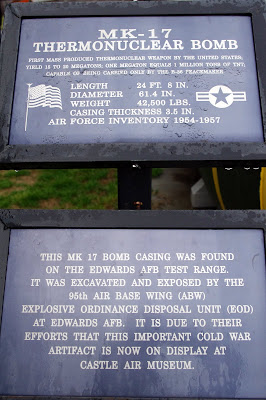 MK-17
THERMONUCLEAR BOMB
FIRST MASS PRODUCED THERMONUCLEAR WEAPON BY THE UNITED STATES,
YIELD 15 TO 20 MEGATONS; ONE MEGATON EQUALS 1 MILLION TONS OF TNT,
CAPABLE OF BEING CARRIED ONLY BY THE B-36 PEACEMAKER
LENGTH 24 FT. 8 IN.
DIAMETER 61.4 IN.
WEIGHT 42,500 LBS.
CASING THICKNESS 3.5 IN.
AIR FORCE INVENTORY 1954-1957
THIS MK 17 BOMB CASING WAS FOUND
ON THE EDWARDS AFB TEST RANGE.
IT WAS EXCAVATED AND EXPOSED BY THE
95th AIR BASE WING (ABW)
EXPLOSIVE ORDINANCE DISPOSAL UNIT (EOD)
AT EDWARDS AFB. IT IS DUE TO THEIR
EFFORTS THAT THIS IMPORTANT COLD WAR
ARTIFACT IS NOW ON DISPLAY AT
CASTLE AIR MUSEUM.